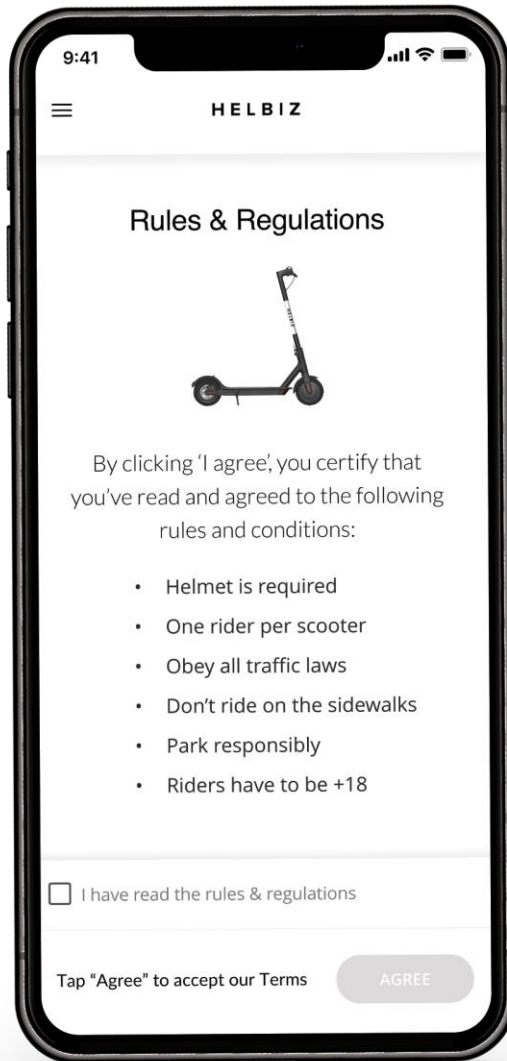 9:41
HELBIZ
Rules & Regulations
By clicking ‘I agree’, you certify that
you’ve read and agreed to the following
rules and conditions:
• Helmet is required
• One rider per scooter
• Obey all traffic laws
• Don’t ride on the sidewalks
• Park responsibly
• Riders have to be +18
I have read the rules & regulations
Tap “Agree” to accept our Terms
AGREE